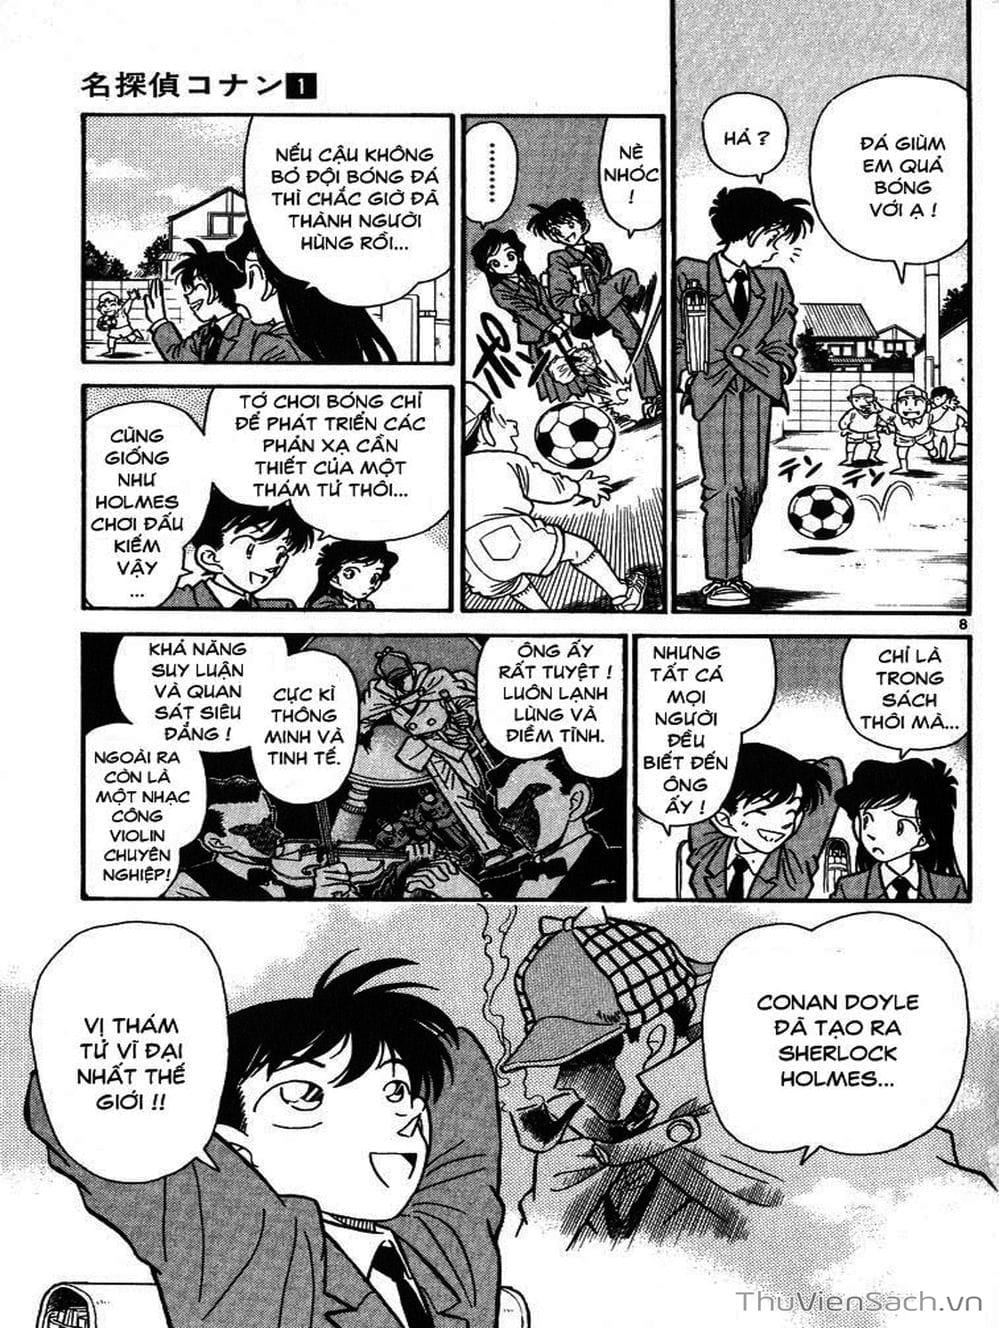 名探偵コナン 1
ĐÁ GIÙM
EM QUẢ
BÓNG
VỚI Ạ !
HẢ ?
NÈ
NHÓC
!
.........
NẾU CẬU KHÔNG
BỎ ĐỘI BÓNG ĐÁ
THÌ CHẮC GIỜ ĐÃ
THÀNH NGƯỜI
HÙNG RỒI...
テン
テン
ポン
TỚ CHƠI BÓNG CHỈ
ĐỂ PHÁT TRIỂN CÁC
PHẢN XẠ CẦN
THIẾT CỦA MỘT
THÁM TỬ THÔI...
CŨNG
GIỐNG
NHƯ
HOLMES
CHƠI ĐẤU
KIẾM
VẬY
...
8
CHỈ LÀ
TRONG
SÁCH
THÔI MÀ...
NHƯNG
TẤT CẢ
MỌI
NGƯỜI
ĐỀU
BIẾT ĐẾN
ÔNG
ẤY !
ÔNG ẤY
RẤT TUYỆT !
LUÔN LẠNH
LÙNG VÀ
ĐIỀM TĨNH.
CỰC KÌ
THÔNG
MINH VÀ
TINH TẾ.
KHẢ NĂNG
SUY LUẬN
VÀ QUAN
SÁT SIÊU
ĐẲNG !
NGOÀI RA
CÒN LÀ
MỘT NHẠC
CÔNG
VIOLIN
CHUYÊN
NGHIỆP!
CONAN DOYLE
ĐÃ TẠO RA
SHERLOCK
HOLMES...
VỊ THÁM
TỬ VĨ ĐẠI
NHẤT THẾ
GIỚI !!
ThuVienSach.vn